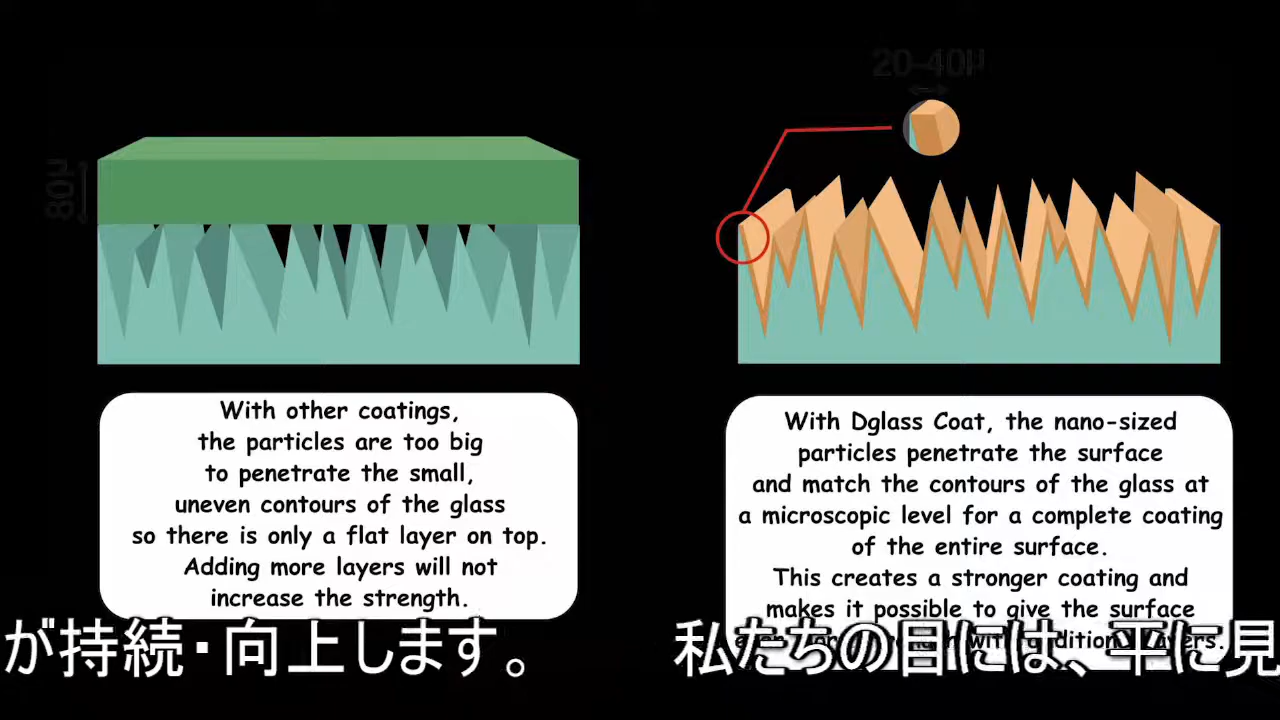 20-40μ
80μ
With other coatings,
the particles are too big
to penetrate the small,
uneven contours of the glass
so there is only a flat layer on top.
Adding more layers will not
increase the strength.
With Dglass Coat, the nano-sized
particles penetrate the surface
and match the contours of the glass at
a microscopic level for a complete coating
of the entire surface.
This creates a stronger coating and
makes it possible to give the surface
with additional layers.
が持続・向上します。
私たちの目には、平に見